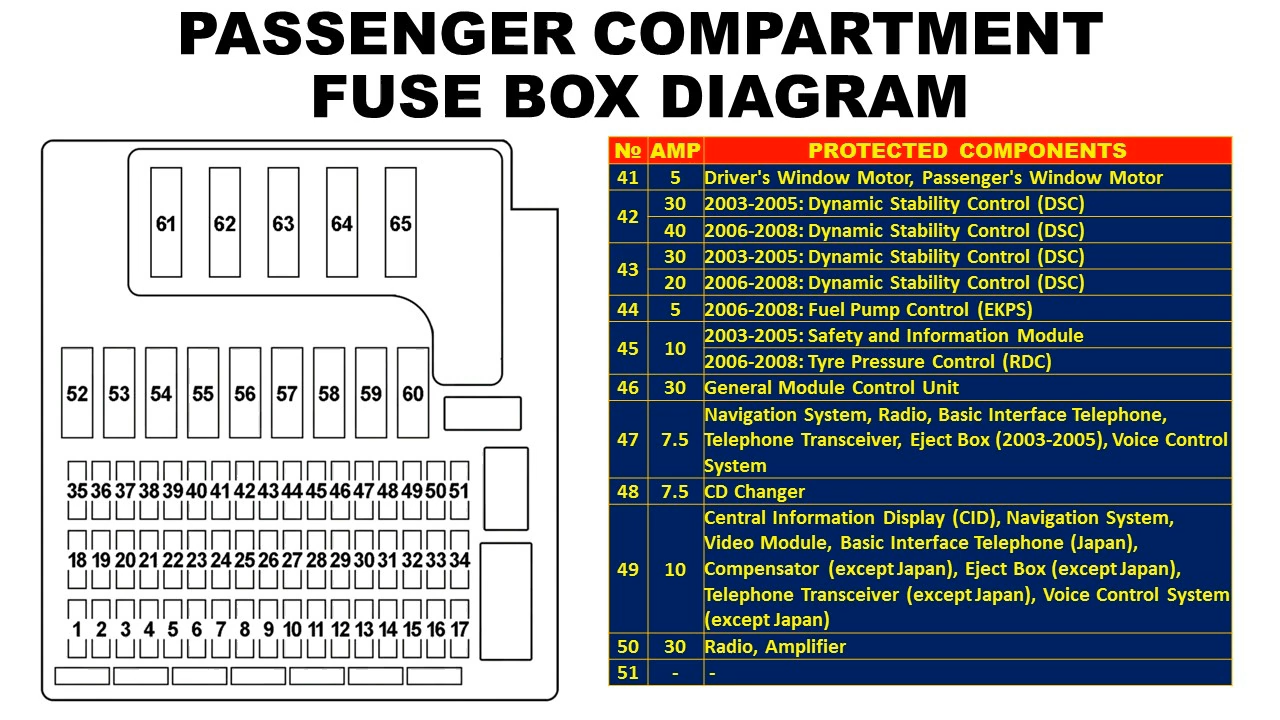 PASSENGER COMPARTMENT
FUSE BOX DIAGRAM
61 62 63 64 65
52 53 54 55 56 57 58 59 60
35 36 37 38 39 40 41 42 43 44 45 46 47 48 49 50 51
18 19 20 21 22 23 24 25 26 27 28 29 30 31 32 33 34
1 2 3 4 5 6 7 8 9 10 11 12 13 14 15 16 17
№ AMP PROTECTED COMPONENTS
41 5 Driver's Window Motor, Passenger's Window Motor
42 30 2003-2005: Dynamic Stability Control (DSC)
40 2006-2008: Dynamic Stability Control (DSC)
43 30 2003-2005: Dynamic Stability Control (DSC)
20 2006-2008: Dynamic Stability Control (DSC)
44 5 2006-2008: Fuel Pump Control (EKPS)
45 10 2003-2005: Safety and Information Module
2006-2008: Tyre Pressure Control (RDC)
46 30 General Module Control Unit
47 7.5 Navigation System, Radio, Basic Interface Telephone,
Telephone Transceiver, Eject Box (2003-2005), Voice Control
System
48 7.5 CD Changer
49 10 Central Information Display (CID), Navigation System,
Video Module, Basic Interface Telephone (Japan),
Compensator (except Japan), Eject Box (except Japan),
Telephone Transceiver (except Japan), Voice Control System
(except Japan)
50 30 Radio, Amplifier
51 - -